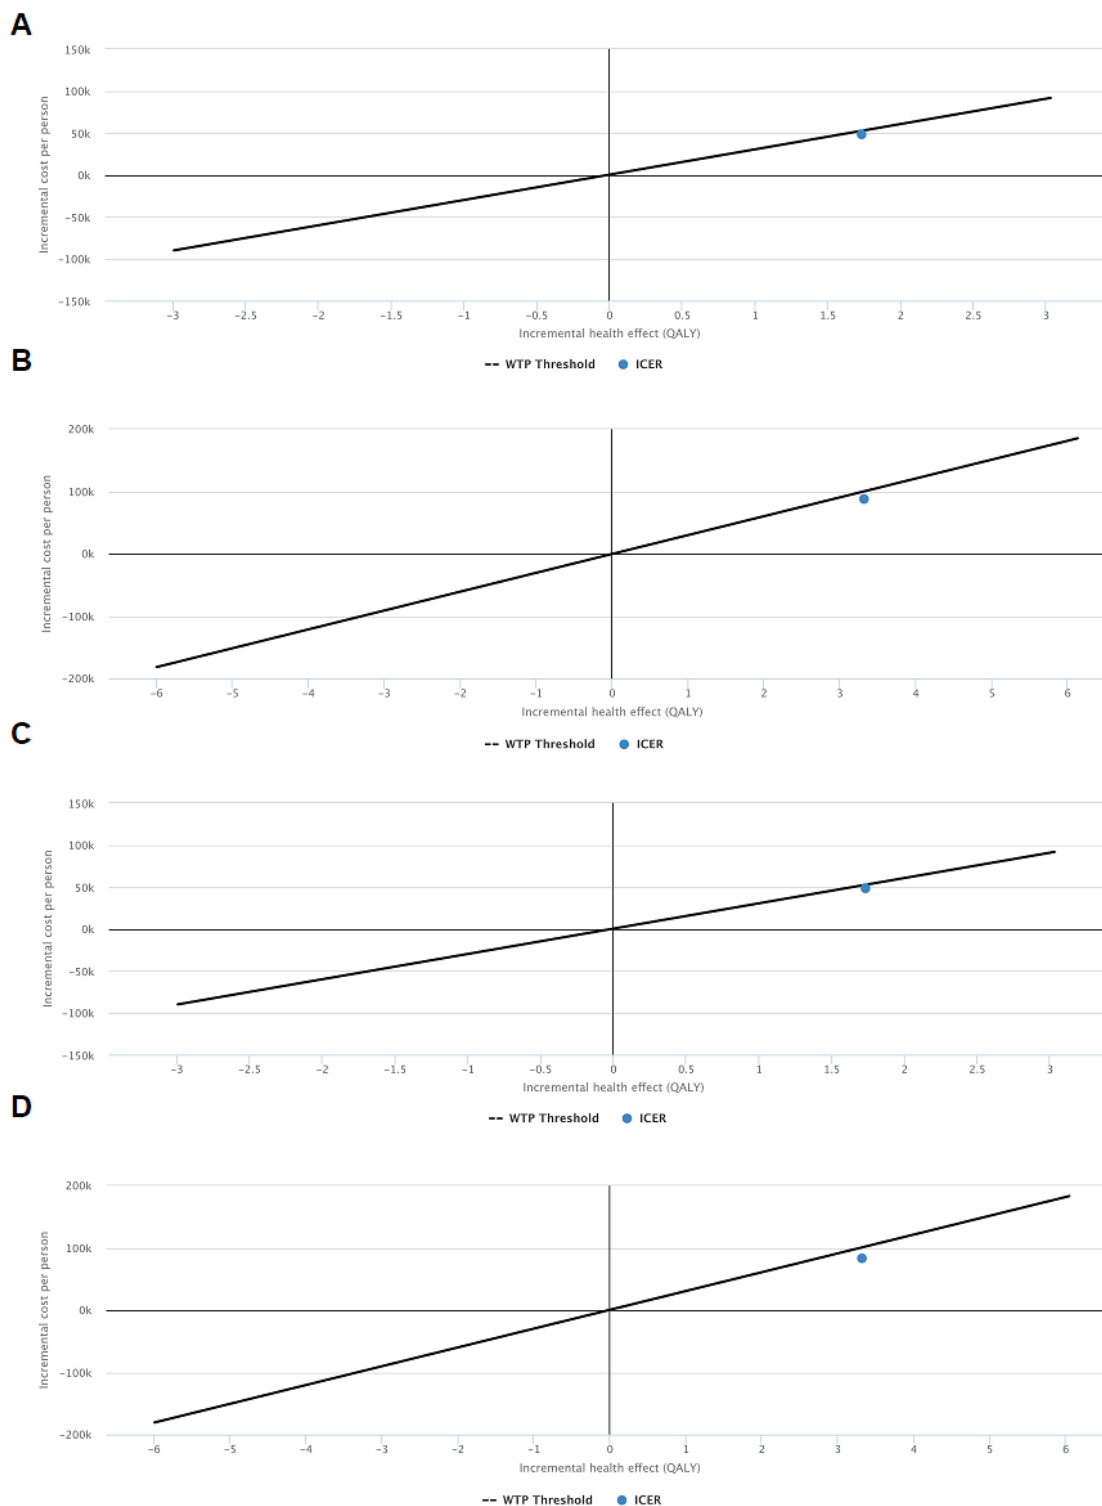 A
150k
100k
50k
0k
−50k
−100k
−150k
Incremental cost per person
−3 −2.5 −2 −1.5 −1 −0.5 0 0.5 1 1.5 2 2.5 3
Incremental health effect (QALY)
WTP Threshold ICER
B
200k
100k
0k
−100k
−200k
Incremental cost per person
−6 −5 −4 −3 −2 −1 0 1 2 3 4 5 6
Incremental health effect (QALY)
WTP Threshold ICER
C
150k
100k
50k
0k
−50k
−100k
−150k
Incremental cost per person
−3 −2.5 −2 −1.5 −1 −0.5 0 0.5 1 1.5 2 2.5 3
Incremental health effect (QALY)
WTP Threshold ICER
D
200k
100k
0k
−100k
−200k
Incremental cost per person
−6 −5 −4 −3 −2 −1 0 1 2 3 4 5 6
Incremental health effect (QALY)
WTP Threshold ICER